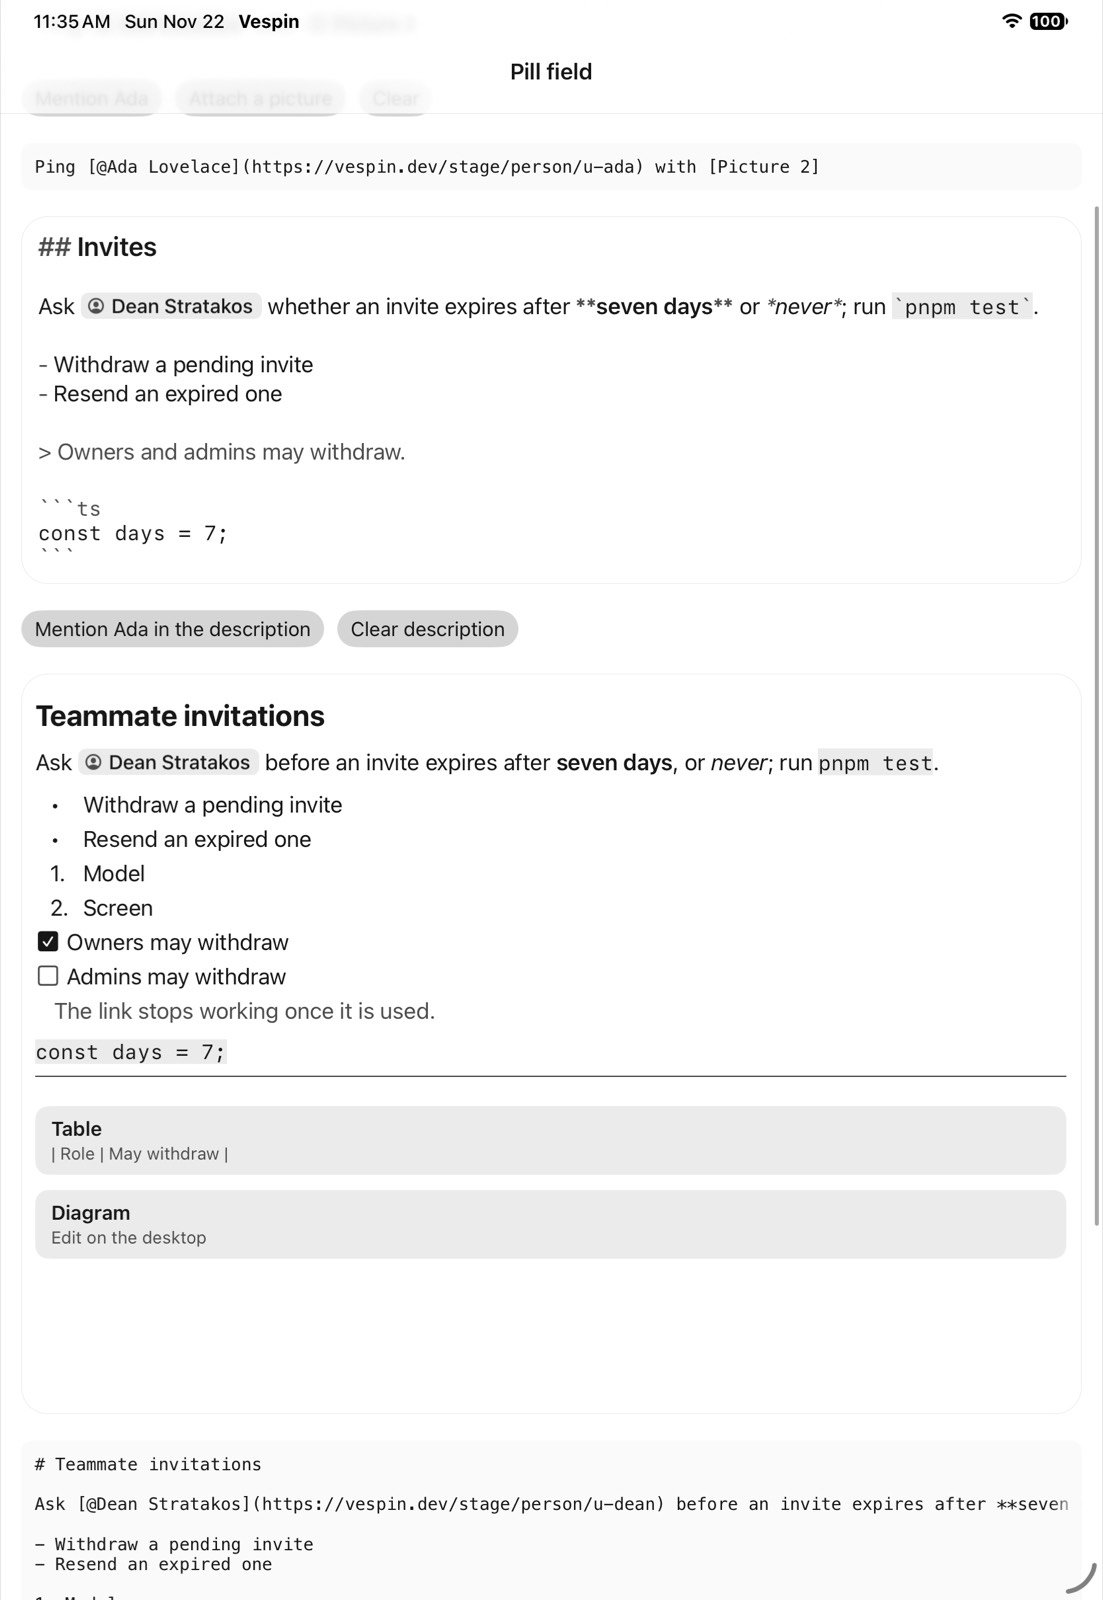 11:35 AM Sun Nov 22 Vespin 100
Pill field
Mention Ada Attach a picture Clear
Ping [@Ada Lovelace](https://vespin.dev/stage/person/u-ada) with [Picture 2]
## Invites
Ask Dean Stratakos whether an invite expires after **seven days** or *never*; run `pnpm test`.
- Withdraw a pending invite
- Resend an expired one
> Owners and admins may withdraw.
```ts
const days = 7;
```
Mention Ada in the description Clear description
Teammate invitations
Ask Dean Stratakos before an invite expires after seven days, or never; run pnpm test.
• Withdraw a pending invite
• Resend an expired one
1. Model
2. Screen
Owners may withdraw
Admins may withdraw
The link stops working once it is used.
const days = 7;
Table
| Role | May withdraw |
Diagram
Edit on the desktop
# Teammate invitations
Ask [@Dean Stratakos](https://vespin.dev/stage/person/u-dean) before an invite expires after **seven
- Withdraw a pending invite
- Resend an expired one